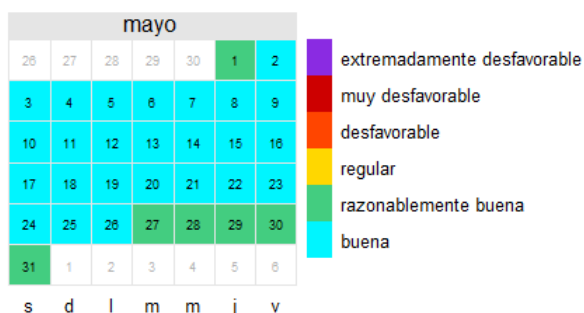 mayo
26 27 28 29 30 1 2
3 4 5 6 7 8 9
10 11 12 13 14 15 16
17 18 19 20 21 22 23
24 25 26 27 28 29 30
31 1 2 3 4 5 6
s d l m m j v
extremadamente desfavorable
muy desfavorable
desfavorable
regular
razonablemente buena
buena